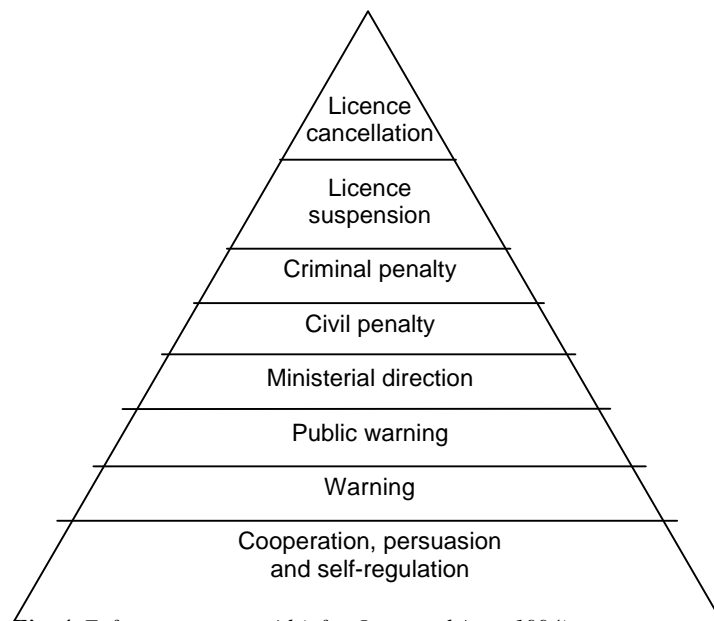 Licence
cancellation
Licence
suspension
Criminal penalty
Civil penalty
Ministerial direction
Public warning
Warning
Cooperation, persuasion
and self-regulation